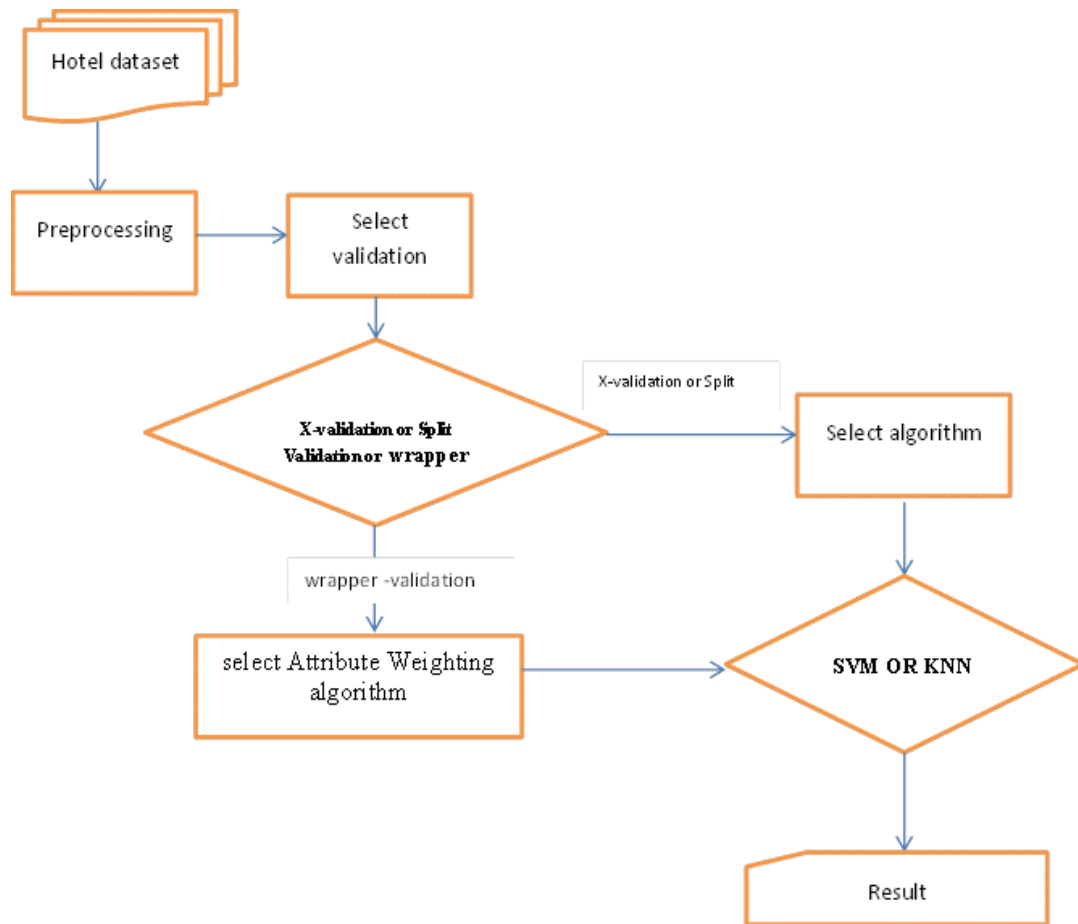 Hotel dataset
Preprocessing
Select
validation
X-validation or Split
X-validation or Split
Validation or wrapper
Select algorithm
wrapper -validation
select Attribute Weighting
algorithm
SVM OR KNN
Result